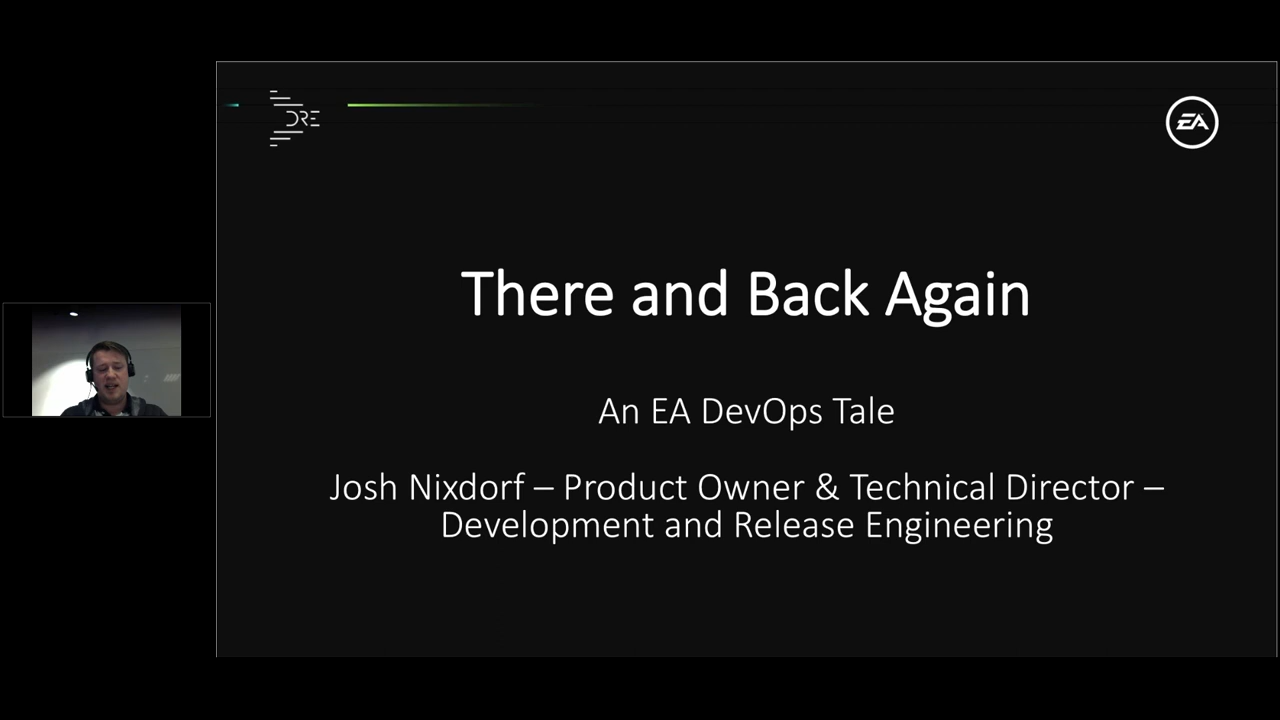 DRE
EA
There and Back Again
An EA DevOps Tale
Josh Nixdorf – Product Owner & Technical Director –
Development and Release Engineering